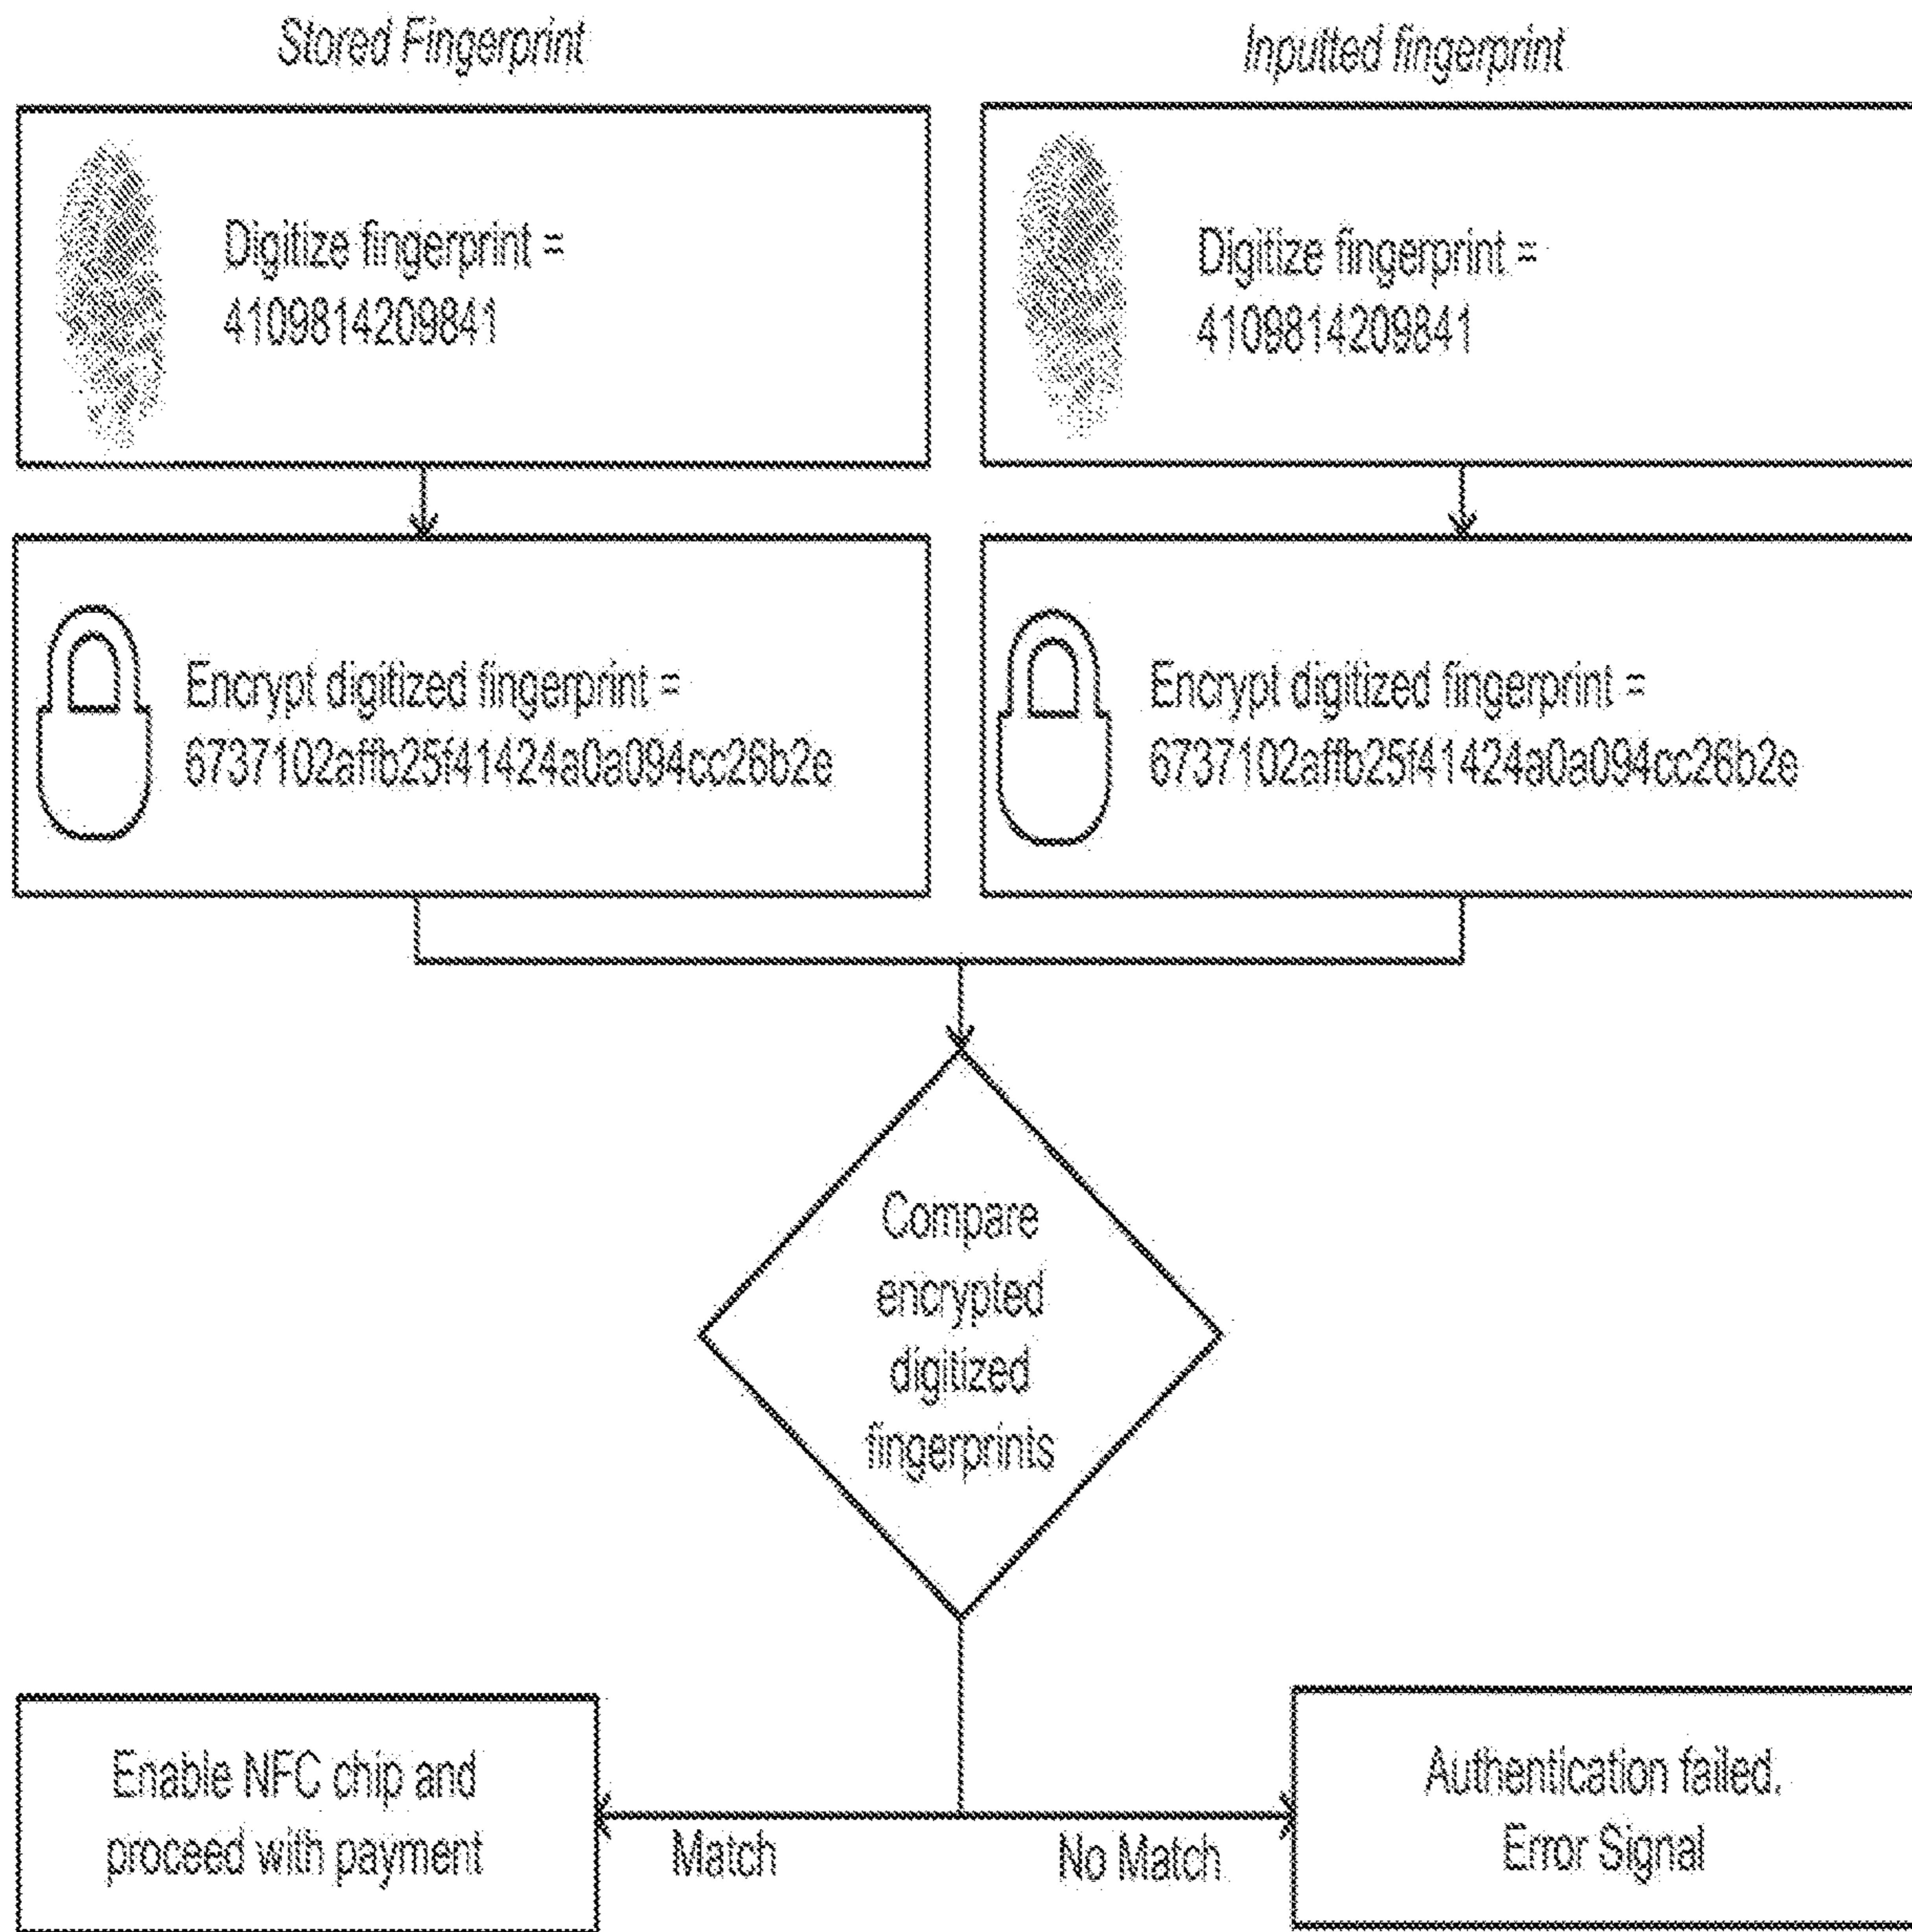 Stored Fingerprint
Inputted fingerprint
Digitize fingerprint =
4109814209841
Digitize fingerprint =
4109814209841
Encrypt digitized fingerprint =
6737102affb25f41424a0a094cc26b2e
Encrypt digitized fingerprint =
6737102affb25f41424a0a094cc26b2e
Compare
encrypted
digitized
fingerprints
Enable NFC chip and
proceed with payment
Match
No Match
Authentication failed.
Error Signal